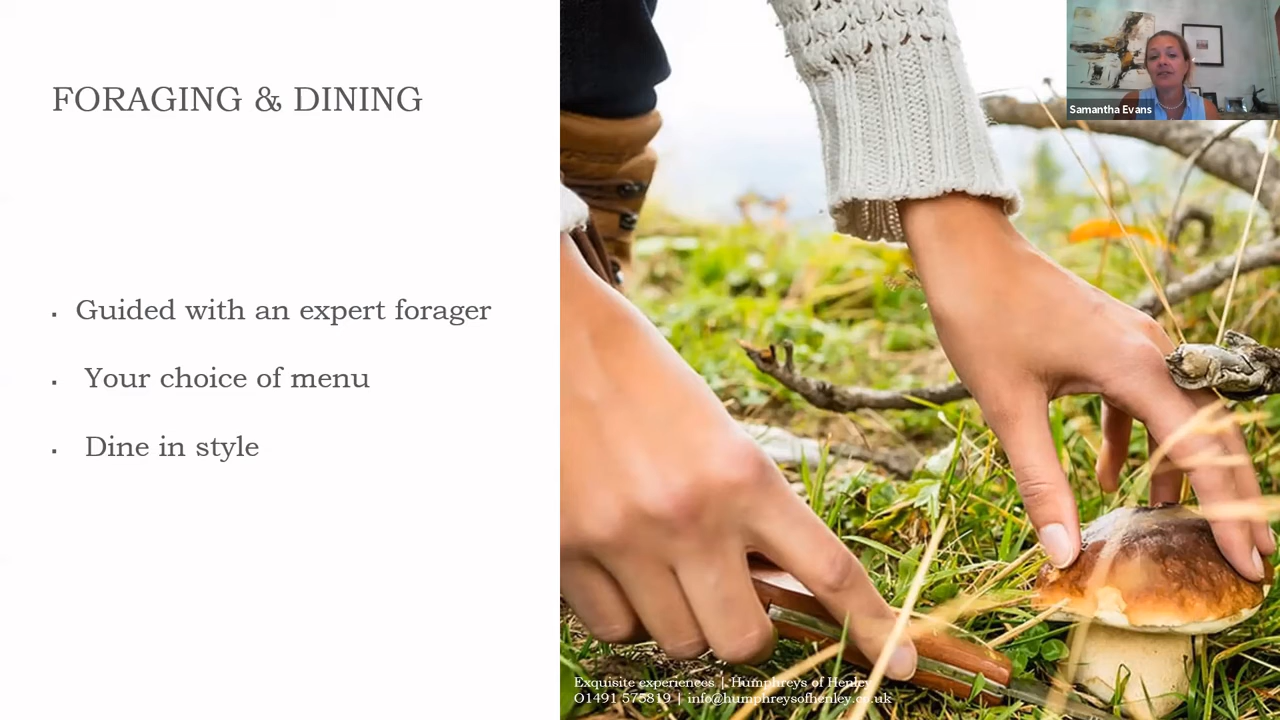 FORAGING & DINING
Samantha Evans
▪ Guided with an expert forager
▪ Your choice of menu
▪ Dine in style
Exquisite experiences | Humphreys of Henley
01491 575819 | info@humphreysofhenley.co.uk